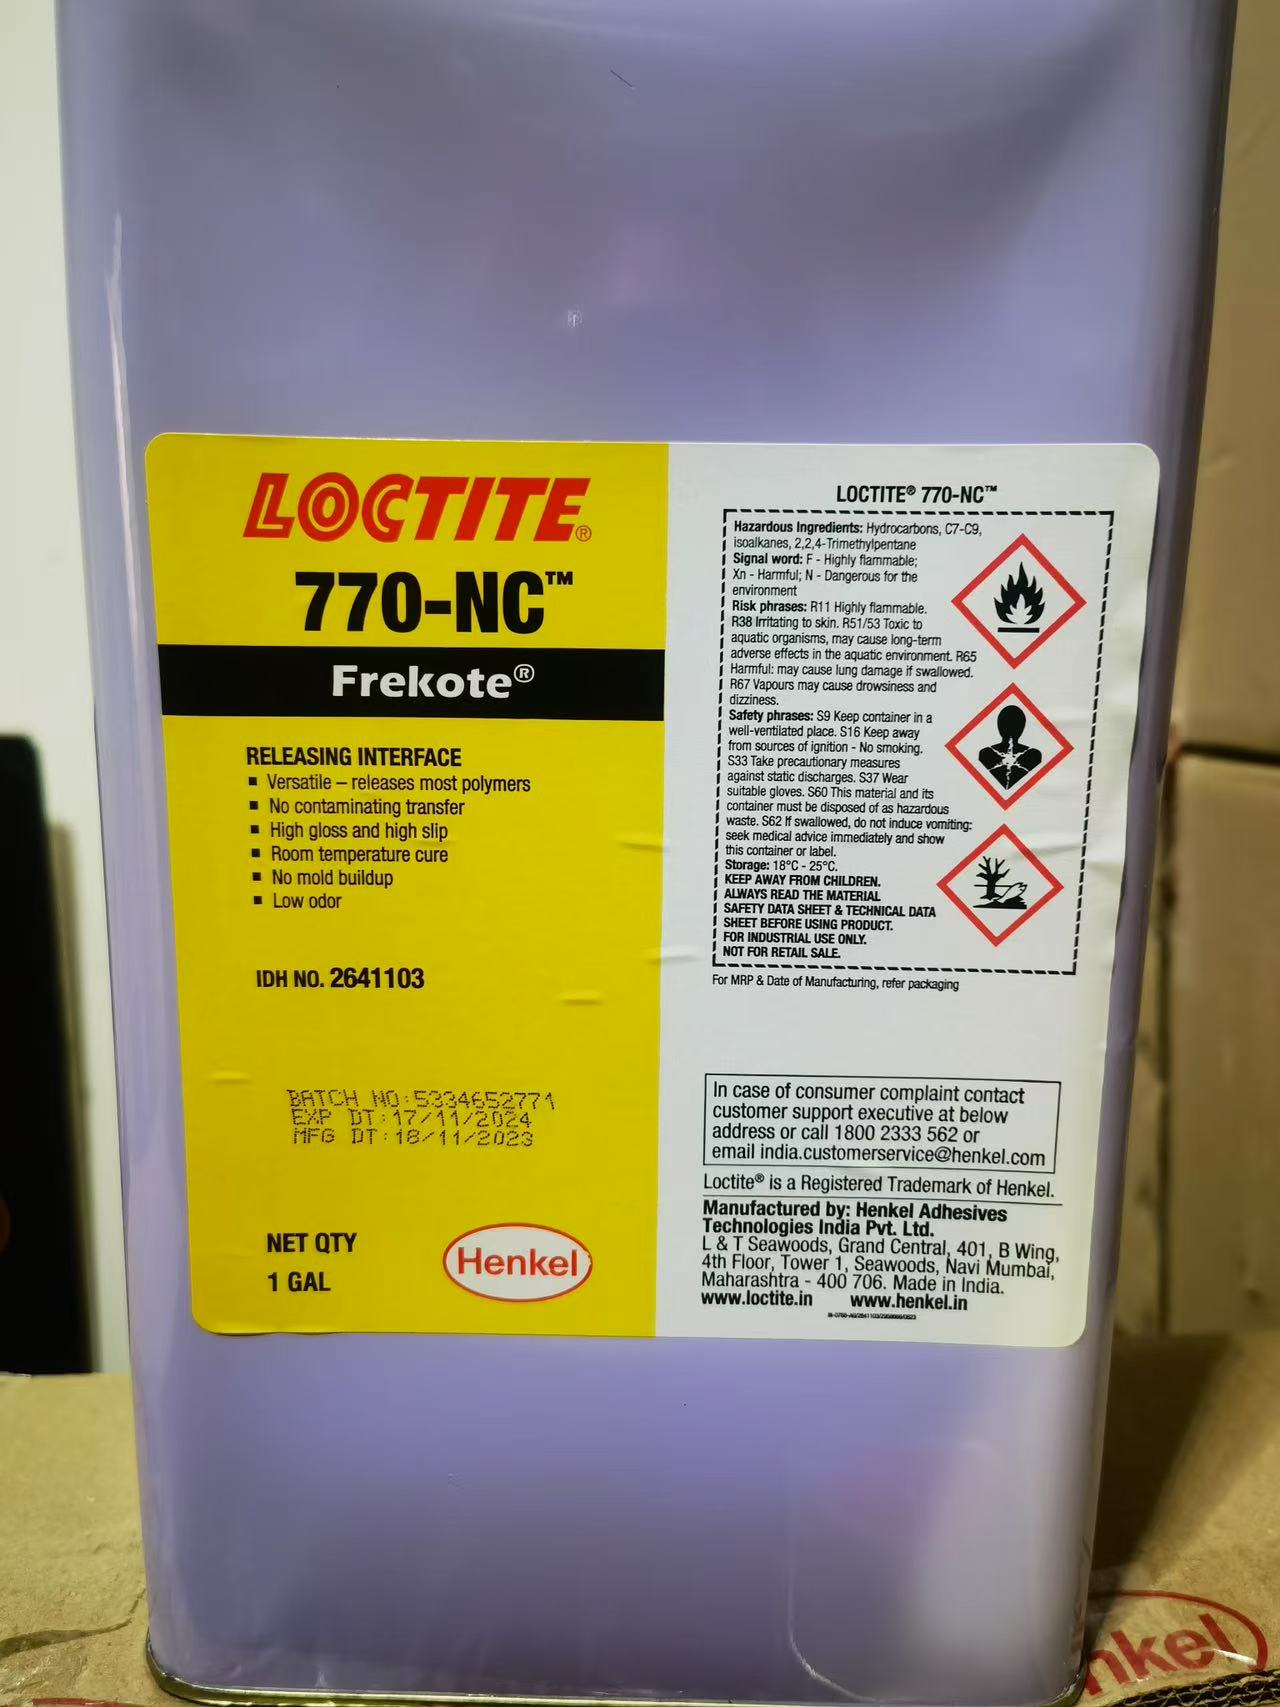 LOCTITE®
770-NC™
Frekote®
RELEASING INTERFACE
▪ Versatile – releases most polymers
▪ No contaminating transfer
▪ High gloss and high slip
▪ Room temperature cure
▪ No mold buildup
▪ Low odor
IDH NO. 2641103
BATCH NO:5334652771
EXP DT:17/11/2024
MFG DT:18/11/2023
NET QTY
1 GAL
Henkel
LOCTITE® 770-NC™
Hazardous Ingredients: Hydrocarbons, C7-C9,
isoalkanes, 2,2,4-Trimethylpentane
Signal word: F - Highly flammable;
Xn - Harmful; N - Dangerous for the
environment
Risk phrases: R11 Highly flammable.
R38 Irritating to skin. R51/53 Toxic to
aquatic organisms, may cause long-term
adverse effects in the aquatic environment. R65
Harmful: may cause lung damage if swallowed.
R67 Vapours may cause drowsiness and
dizziness.
Safety phrases: S9 Keep container in a
well-ventilated place. S16 Keep away
from sources of ignition - No smoking.
S33 Take precautionary measures
against static discharges. S37 Wear
suitable gloves. S60 This material and its
container must be disposed of as hazardous
waste. S62 If swallowed, do not induce vomiting:
seek medical advice immediately and show
this container or label.
Storage: 18°C - 25°C.
KEEP AWAY FROM CHILDREN.
ALWAYS READ THE MATERIAL
SAFETY DATA SHEET & TECHNICAL DATA
SHEET BEFORE USING PRODUCT.
FOR INDUSTRIAL USE ONLY.
NOT FOR RETAIL SALE.
For MRP & Date of Manufacturing, refer packaging
In case of consumer complaint contact
customer support executive at below
address or call 1800 2333 562 or
email india.customerservice@henkel.com
Loctite® is a Registered Trademark of Henkel.
Manufactured by: Henkel Adhesives
Technologies India Pvt. Ltd.
L & T Seawoods, Grand Central, 401, B Wing,
4th Floor, Tower 1, Seawoods, Navi Mumbai,
Maharashtra - 400 706. Made in India.
www.loctite.in www.henkel.in
nkel